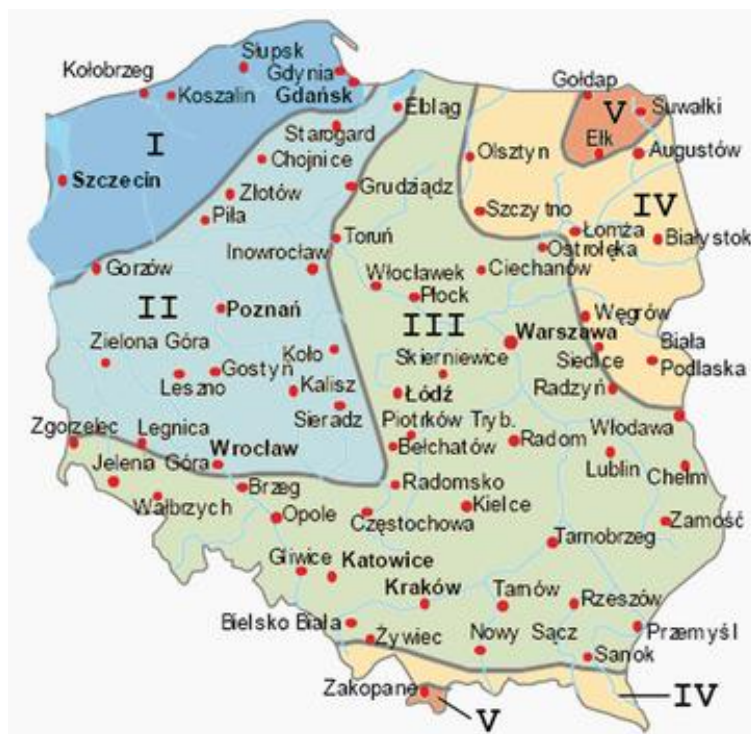 Słupsk
Kołobrzeg
Gdynia
Koszalin
Gdańsk
Elbląg
Gołdap
V
Suwałki
I
Starogard
Chojnice
Olsztyn
Ełk
Augustów
Szczecin
Złotów
Grudziądz
Piła
Szczytno
IV
Łomża
Białystok
Toruń
Ostrołęka
Inowrocław
Gorzów
Włocławek
Ciechanów
Płock
II
Poznań
III
Węgrów
Warszawa
Zielona Góra
Koło
Skierniewice
Siedlce
Biała
Podlaska
Gostyń
Leszno
Kalisz
Łódź
Radzyń
Sieradz
Zgorzelec
Legnica
Piotrków Tryb.
Włodawa
Wrocław
Bełchatów
Radom
Jelenia Góra
Lublin
Chełm
Brzeg
Radomsko
Wałbrzych
Kielce
Opole
Częstochowa
Zamość
Tarnobrzeg
Gliwice
Katowice
Kraków
Tarnów
Rzeszów
Bielsko Biała
Przemyśl
Żywiec
Nowy Sącz
Sanok
Zakopane
IV
V